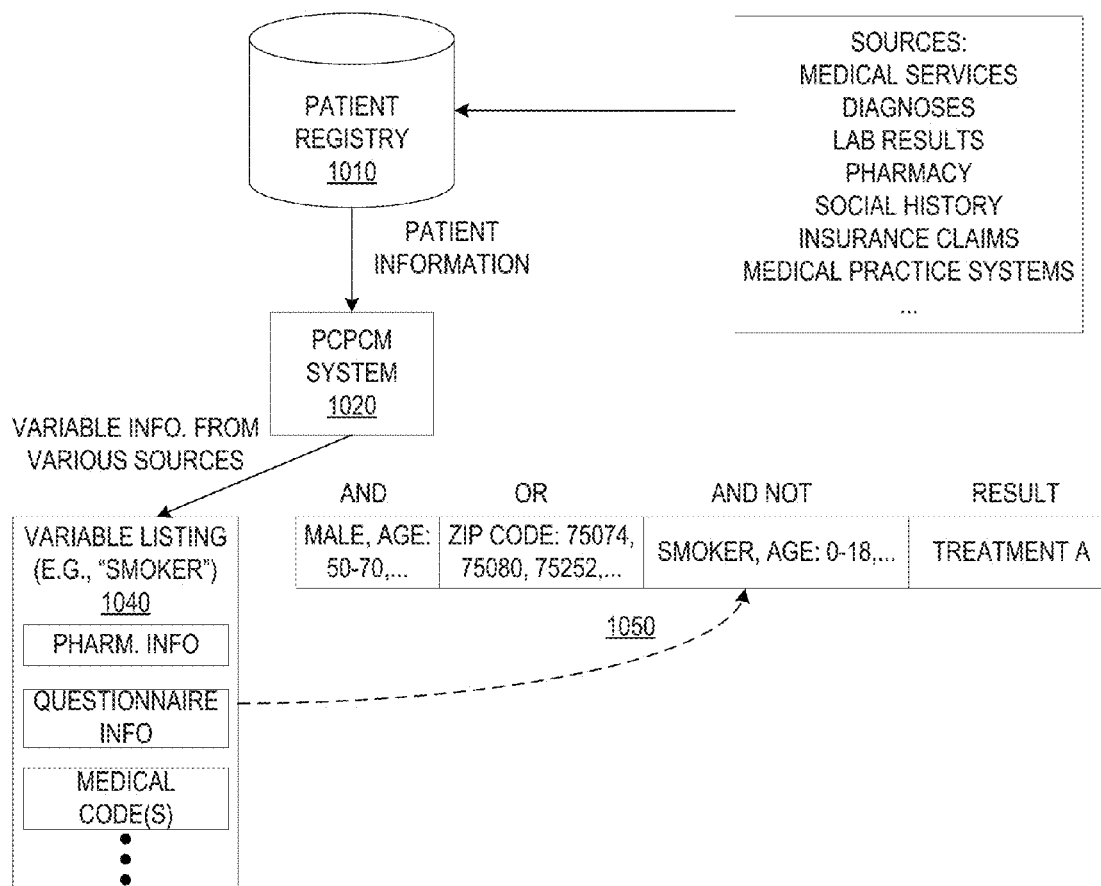 PATIENT
REGISTRY
1010
SOURCES:
MEDICAL SERVICES
DIAGNOSES
LAB RESULTS
PHARMACY
SOCIAL HISTORY
INSURANCE CLAIMS
MEDICAL PRACTICE SYSTEMS
...
PATIENT
INFORMATION
PCPCM
SYSTEM
1020
VARIABLE INFO. FROM
VARIOUS SOURCES
AND
OR
AND NOT
RESULT
MALE, AGE:
50-70,...
ZIP CODE: 75074,
75080, 75252,...
SMOKER, AGE: 0-18,...
TREATMENT A
1050
VARIABLE LISTING
(E.G., "SMOKER")
1040
PHARM. INFO
QUESTIONNAIRE
INFO
MEDICAL
CODE(S)